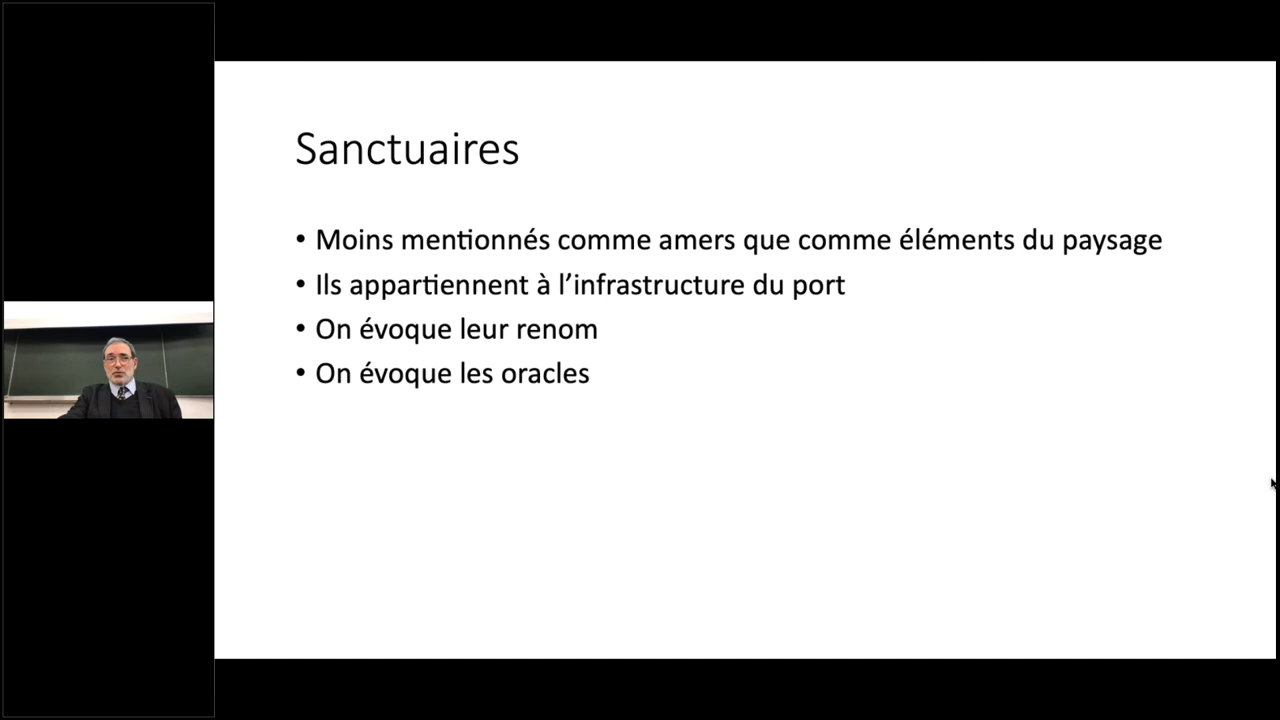 Sanctuaires
• Moins mentionnés comme amers que comme éléments du paysage
• Ils appartiennent à l’infrastructure du port
• On évoque leur renom
• On évoque les oracles